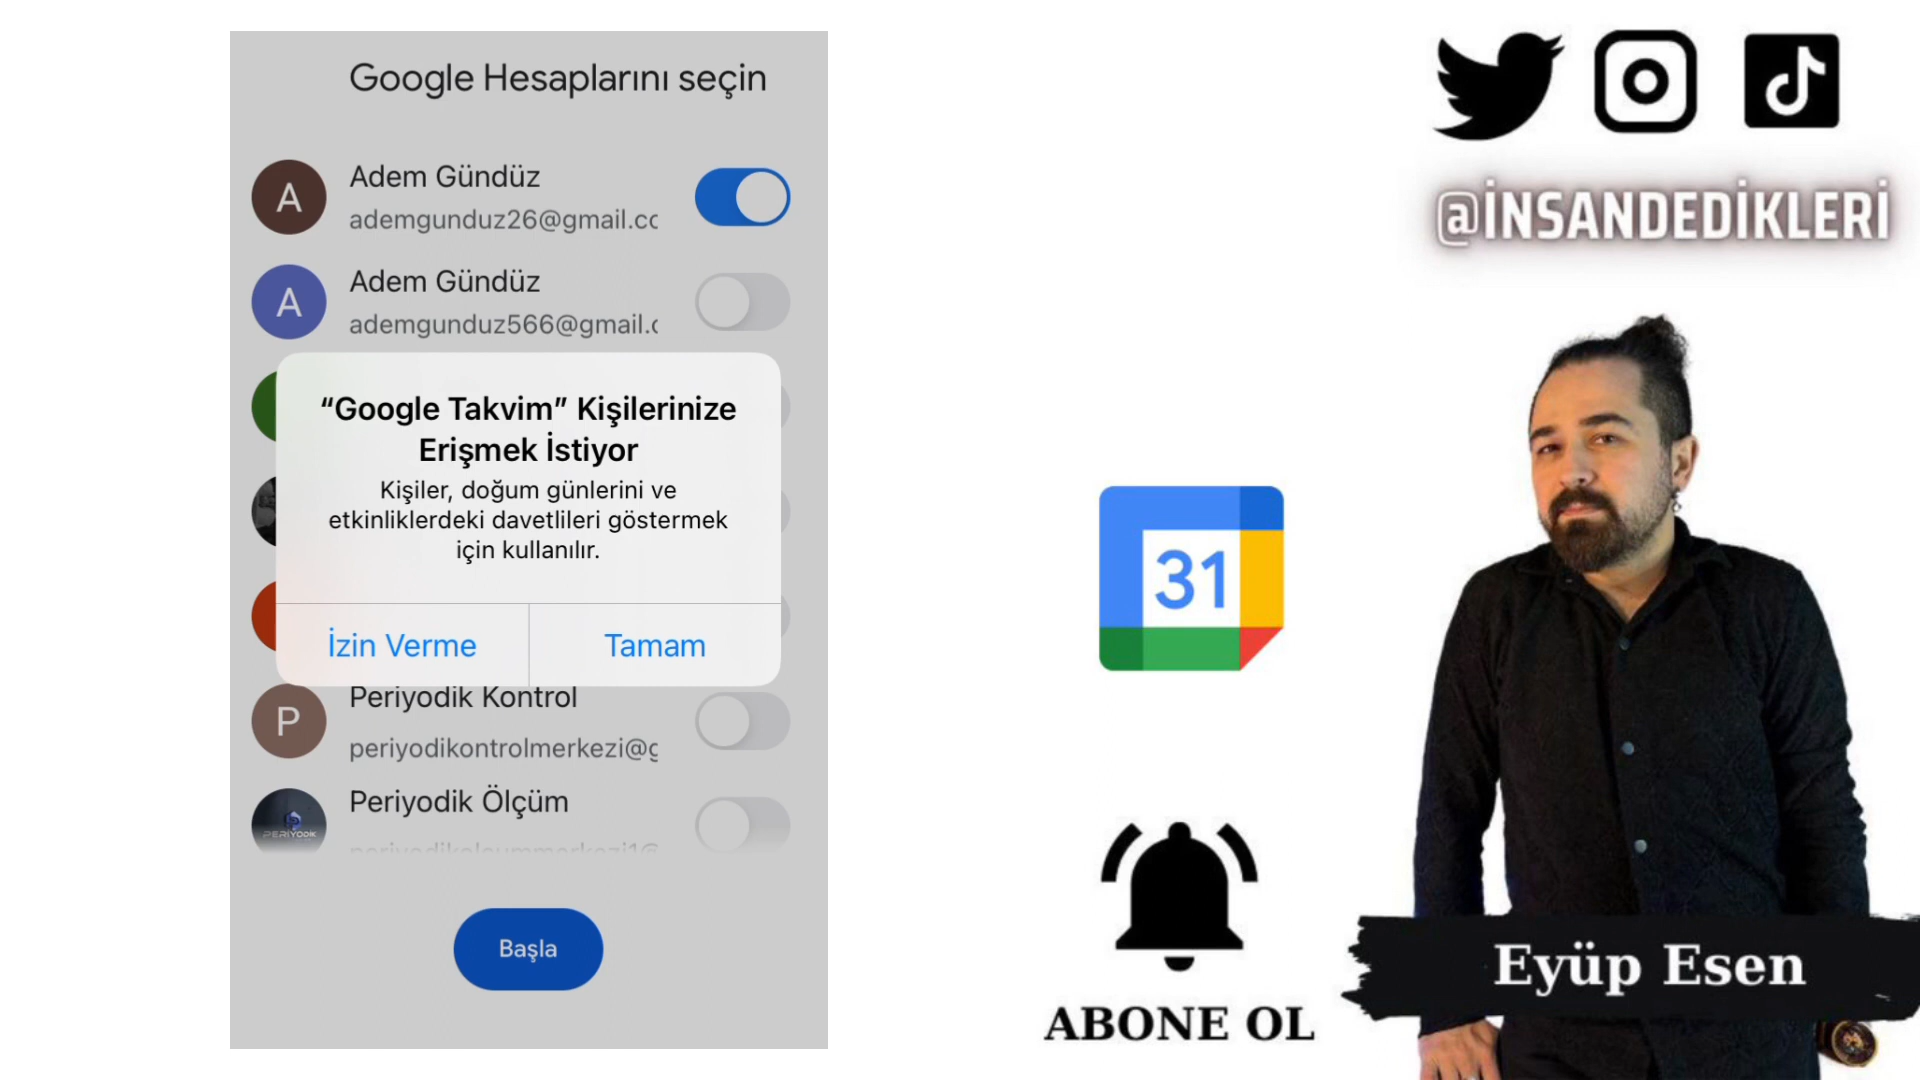 Google Hesaplarını seçin
A
Adem Gündüz
ademgunduz26@gmail.cc
A
Adem Gündüz
ademgunduz566@gmail.c
“Google Takvim” Kişilerinize
Erişmek İstiyor
Kişiler, doğum günlerini ve
etkinliklerdeki davetlileri göstermek
için kullanılır.
İzin Verme
Tamam
P
Periyodik Kontrol
periyodikontrolmerkezi@g
PERİYODİK
Periyodik Ölçüm
Başla
31
ABONE OL
@İNSANDEDİKLERİ
Eyüp Esen